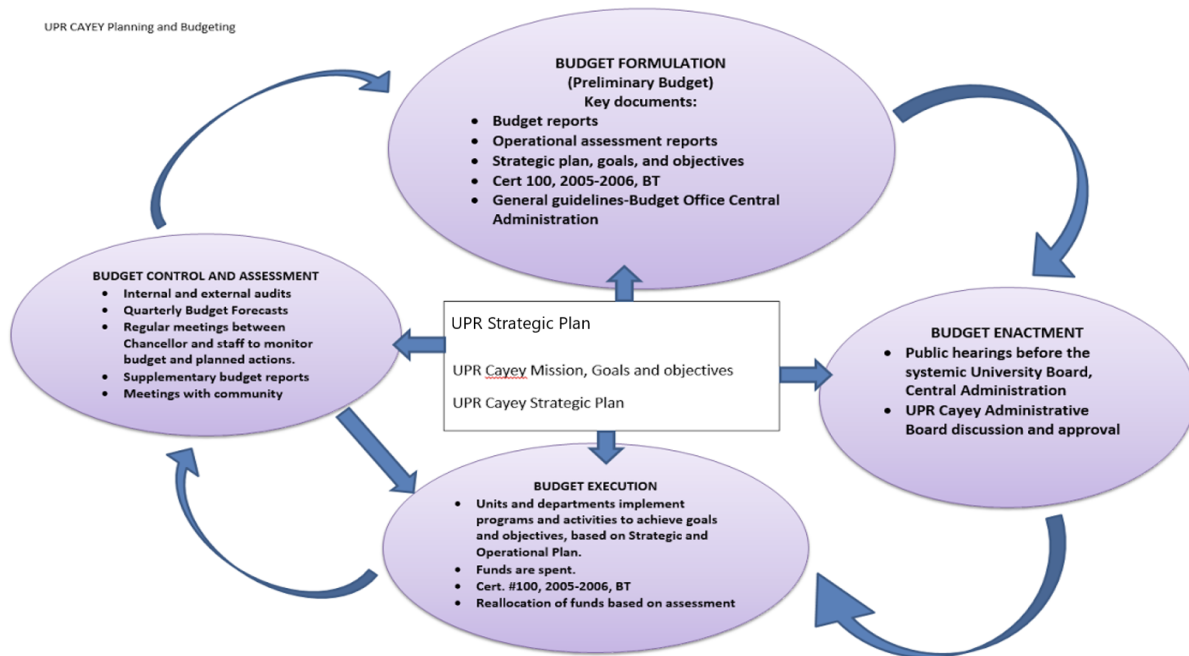 UPR CAYEY Planning and Budgeting
BUDGET FORMULATION
(Preliminary Budget)
Key documents:
• Budget reports
• Operational assessment reports
• Strategic plan, goals, and objectives
• Cert 100, 2005-2006, BT
• General guidelines-Budget Office Central
Administration
BUDGET CONTROL AND ASSESSMENT
• Internal and external audits
• Quarterly Budget Forecasts
• Regular meetings between
Chancellor and staff to monitor
budget and planned actions.
• Supplementary budget reports
• Meetings with community
UPR Strategic Plan
UPR Cayey Mission, Goals and objectives
UPR Cayey Strategic Plan
BUDGET ENACTMENT
• Public hearings before the
systemic University Board,
Central Administration
• UPR Cayey Administrative
Board discussion and approval
BUDGET EXECUTION
• Units and departments implement
programs and activities to achieve goals
and objectives, based on Strategic and
Operational Plan.
• Funds are spent.
• Cert. #100, 2005-2006, BT
• Reallocation of funds based on assessment